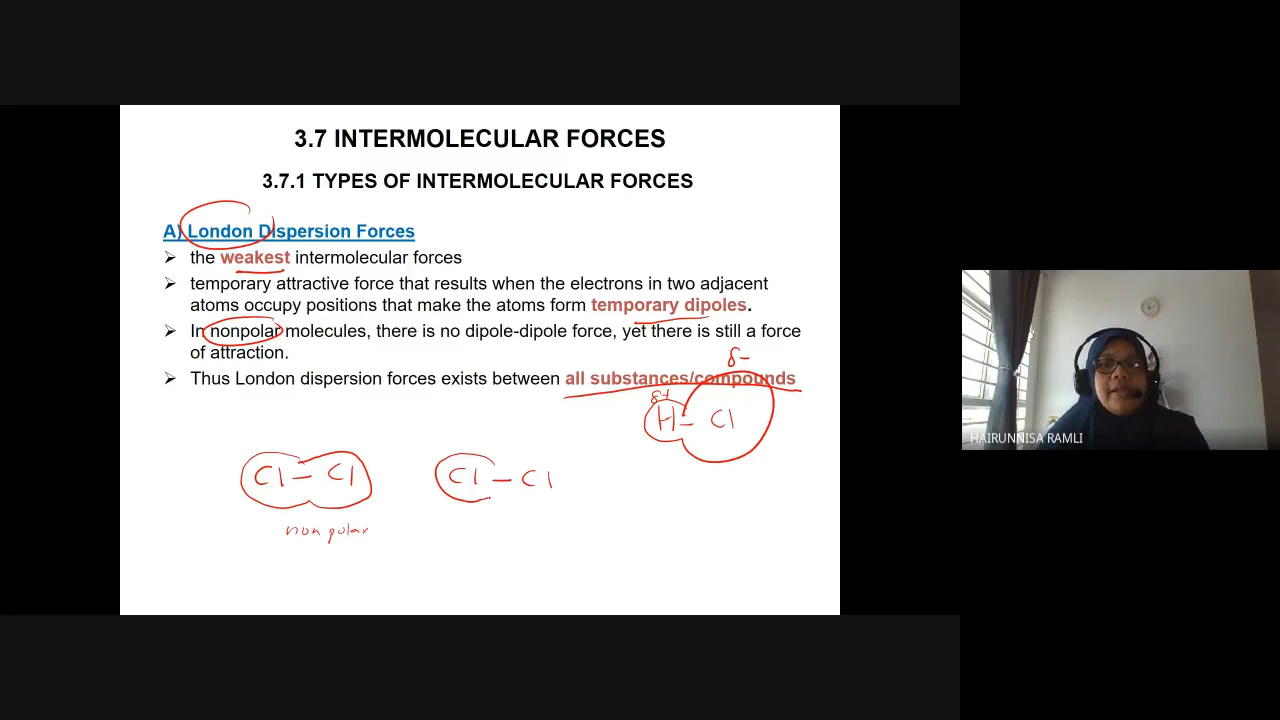 3.7 INTERMOLECULAR FORCES
3.7.1 TYPES OF INTERMOLECULAR FORCES
A) London Dispersion Forces
➢ the weakest intermolecular forces
➢ temporary attractive force that results when the electrons in two adjacent
atoms occupy positions that make the atoms form temporary dipoles.
➢ In nonpolar molecules, there is no dipole-dipole force, yet there is still a force
of attraction.
➢ Thus London dispersion forces exists between all substances/compounds
δ-
δ+
H - Cl
Cl - Cl
Cl - Cl
nonpolar
HAIRUNNISA RAMLI